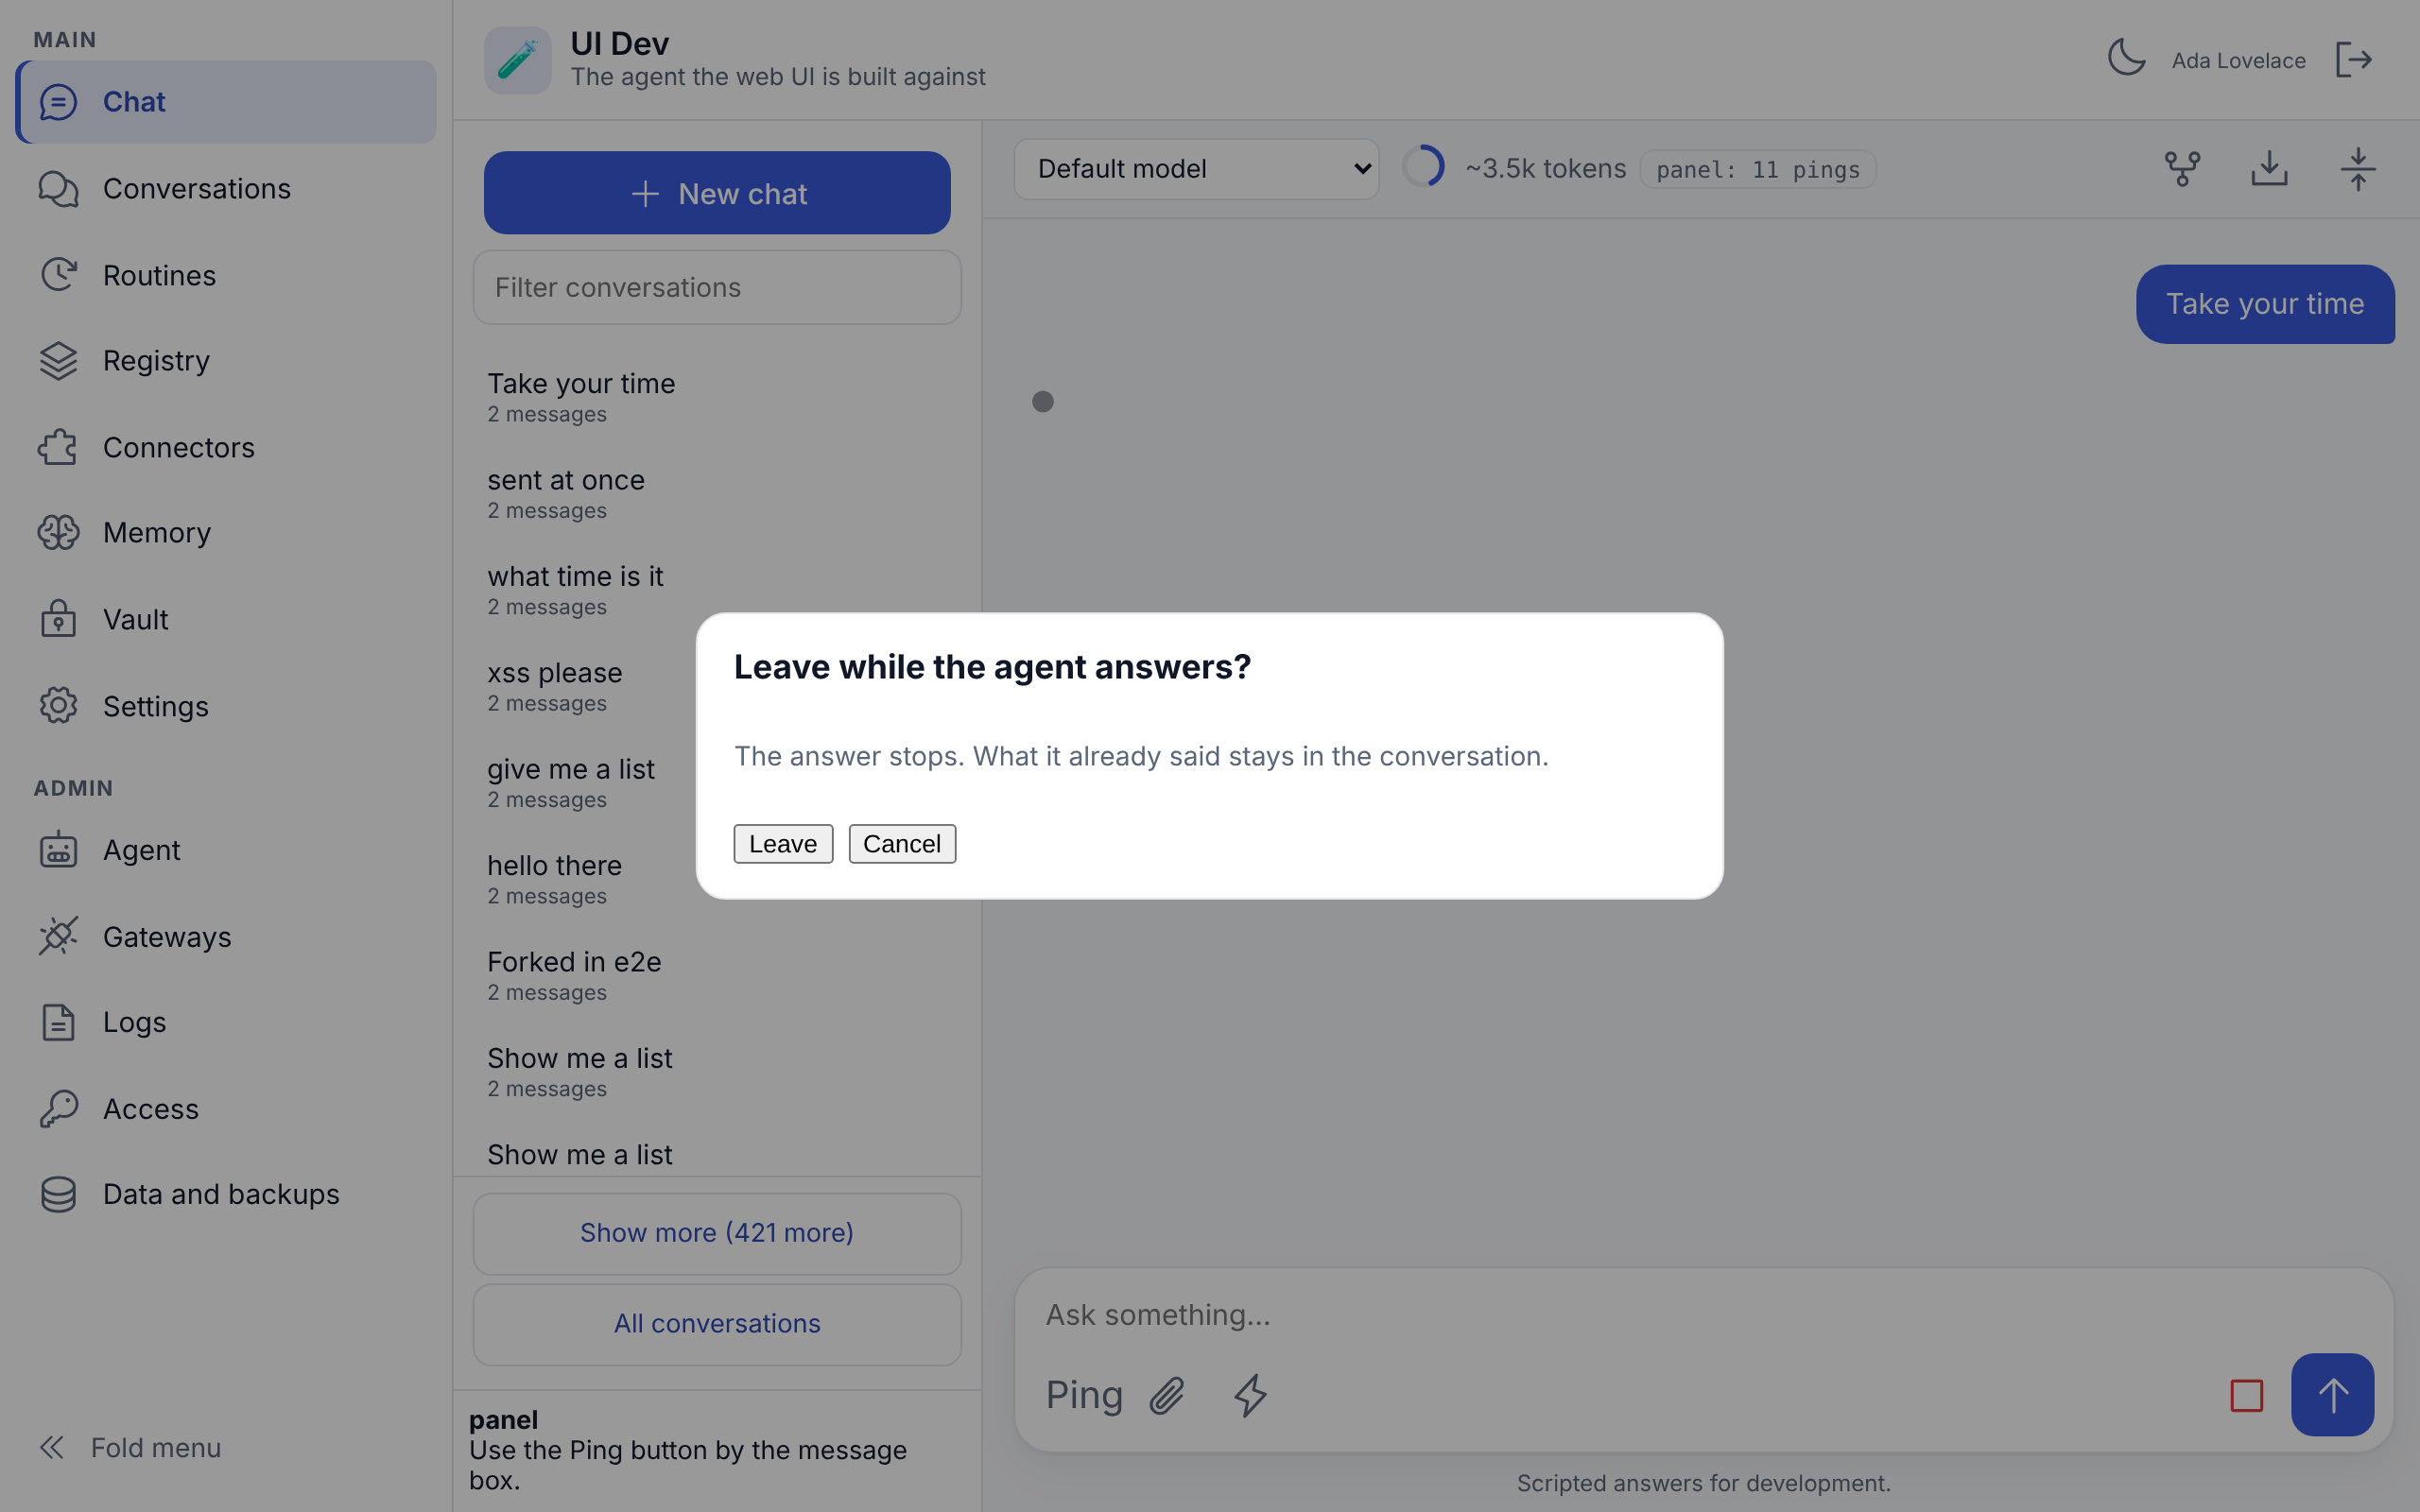 MAIN
Chat
Conversations
Routines
Registry
Connectors
Memory
Vault
Settings
ADMIN
Agent
Gateways
Logs
Access
Data and backups
Fold menu
UI Dev
The agent the web UI is built against
Ada Lovelace
New chat
Filter conversations
Take your time
2 messages
sent at once
2 messages
what time is it
2 messages
xss please
2 messages
give me a list
2 messages
hello there
2 messages
Forked in e2e
2 messages
Show me a list
2 messages
Show me a list
Show more (421 more)
All conversations
panel
Use the Ping button by the message
box.
Default model
~3.5k tokens
panel: 11 pings
Take your time
Leave while the agent answers?
The answer stops. What it already said stays in the conversation.
Leave Cancel
Ask something...
Ping
Scripted answers for development.